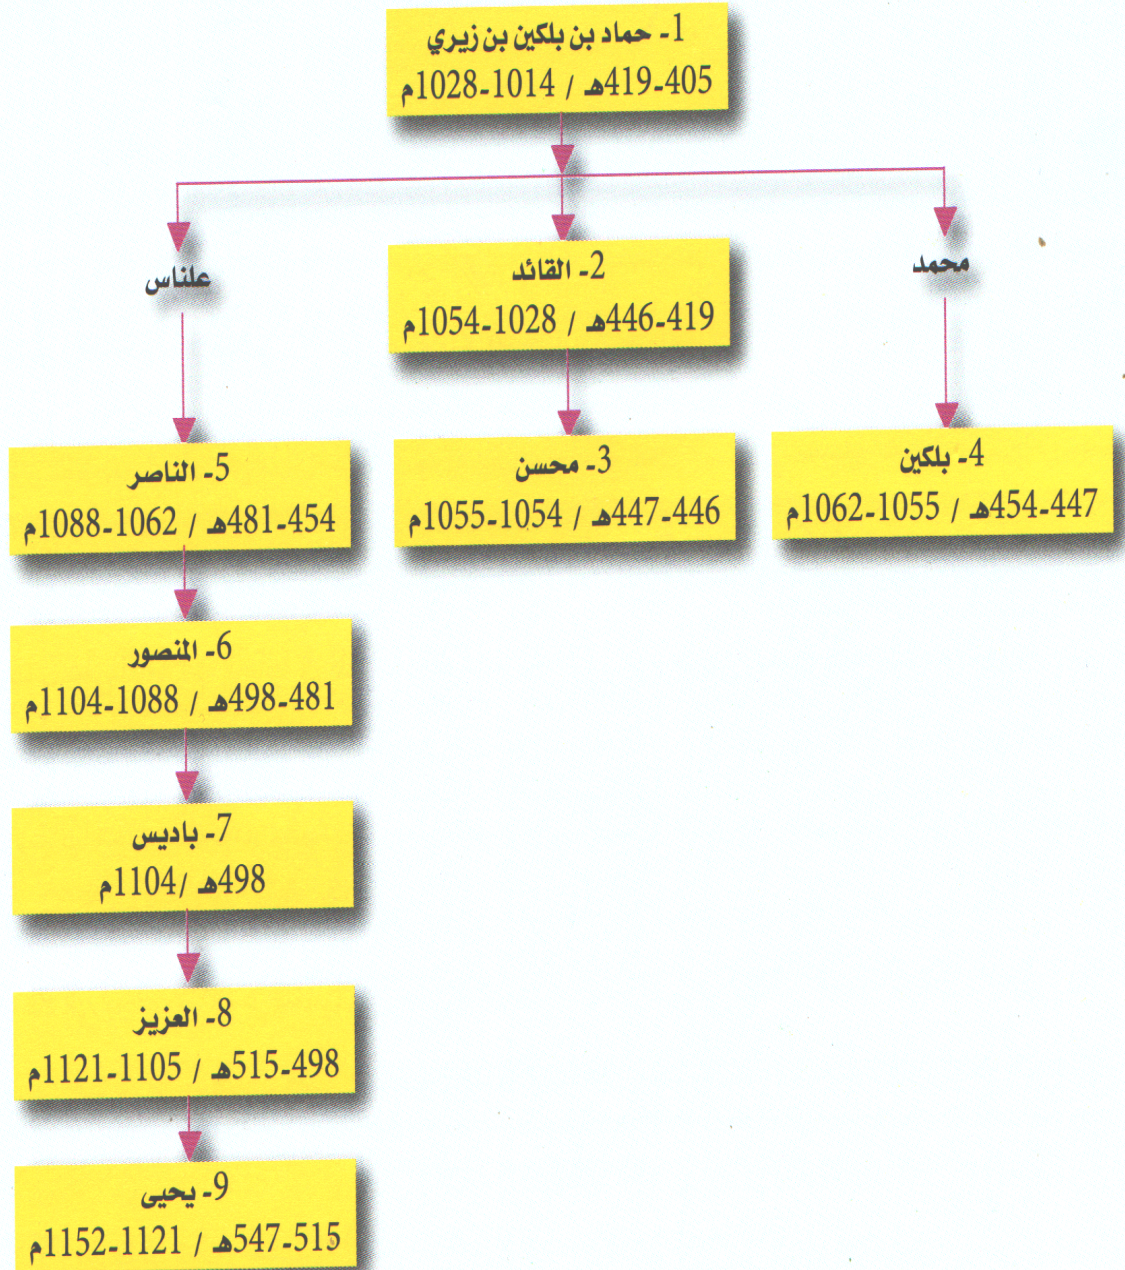 1- حماد بن بلكين بن زيري
405-419هـ / 1014-1028م
محمد
علناس
2- القائد
419-446هـ / 1028-1054م
4- بلكين
447-454هـ / 1055-1062م
3- محسن
446-447هـ / 1054-1055م
5- الناصر
454-481هـ / 1062-1088م
6- المنصور
481-498هـ / 1088-1104م
7- باديس
498هـ /1104م
8- العزيز
498-515هـ / 1105-1121م
9- يحيى
515-547هـ / 1121-1152م